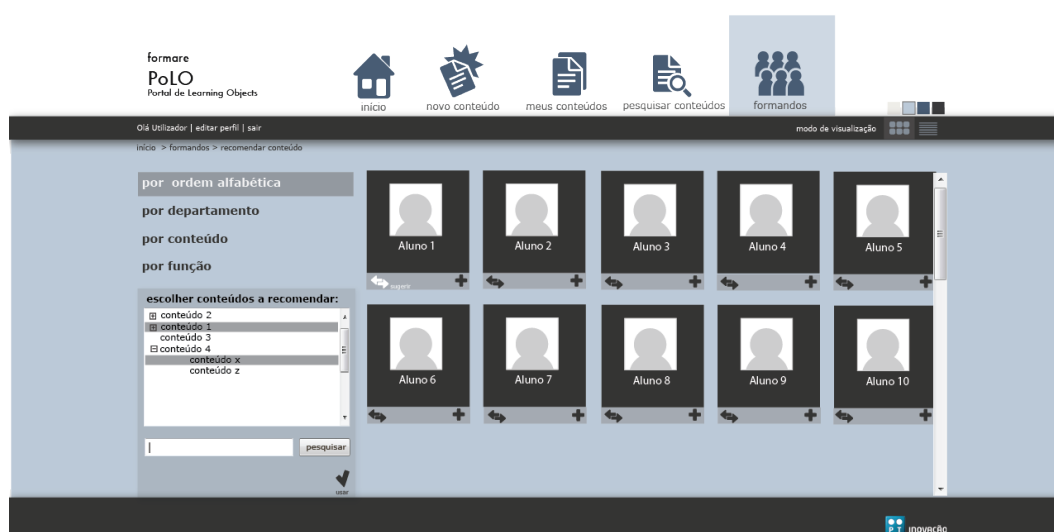 formare
PoLO
Portal de Learning Objects
início
novo conteúdo
meus conteúdos
pesquisar conteúdos
formandos
Olá Utilizador | editar perfil | sair
modo de visualização
início > formandos > recomendar conteúdo
por ordem alfabética
por departamento
por conteúdo
por função
escolher conteúdos a recomendar:
conteúdo 2
conteúdo 1
conteúdo 3
conteúdo 4
conteúdo x
conteúdo z
pesquisar
usar
Aluno 1
Aluno 2
Aluno 3
Aluno 4
Aluno 5
sugerir
Aluno 6
Aluno 7
Aluno 8
Aluno 9
Aluno 10
PT inovação